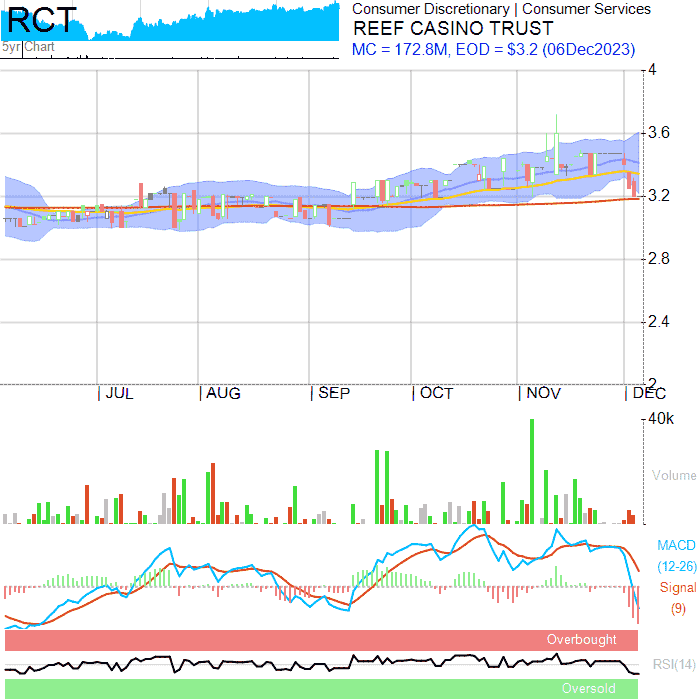 RCT
5yr Chart
Consumer Discretionary | Consumer Services
REEF CASINO TRUST
MC = 172.8M, EOD = $3.2 (06Dec2023)
4
3.6
3.2
2.8
2.4
2
JUL AUG SEP OCT NOV DEC
40k
Volume
MACD
(12-26)
Signal
(9)
Overbought
RSI(14)
Oversold